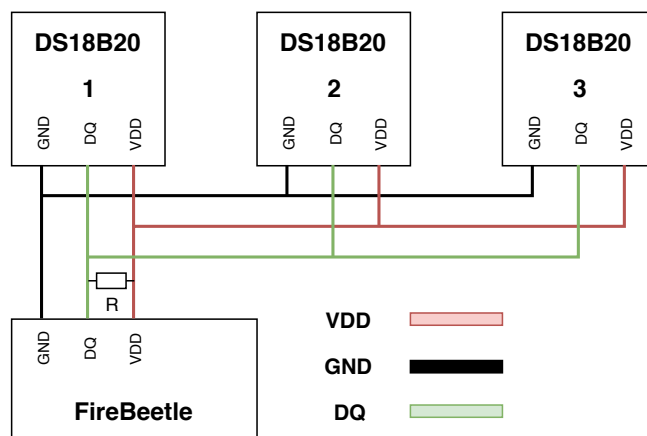 DS18B20
1
GND DQ VDD
DS18B20
2
GND DQ VDD
DS18B20
3
GND DQ VDD
R
GND DQ VDD
FireBeetle
VDD
GND
DQ